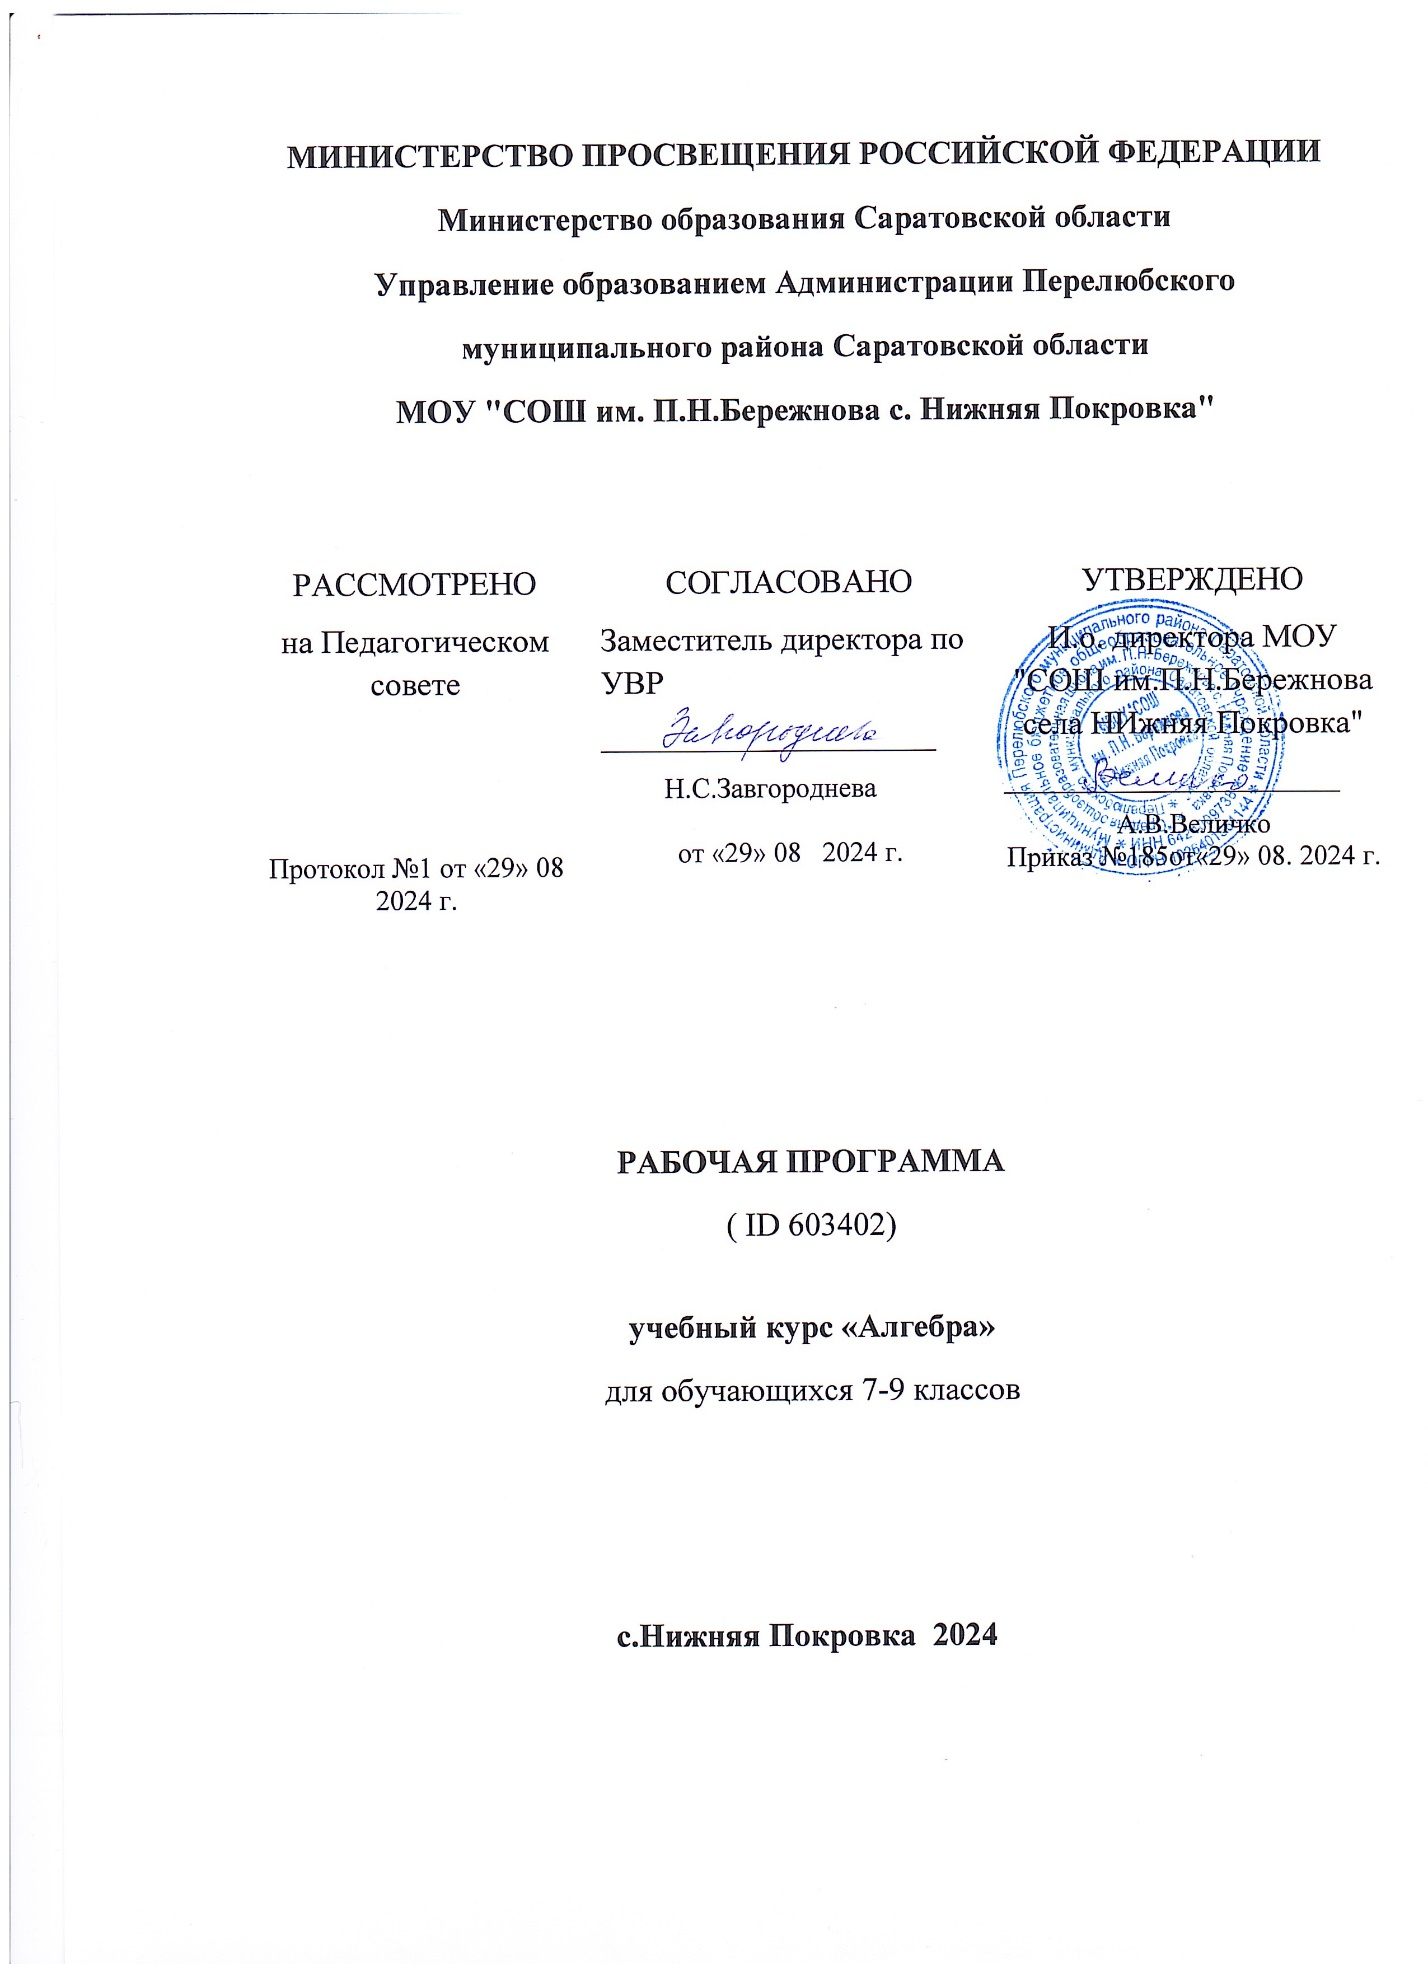 МИНИСТЕРСТВО ПРОСВЕЩЕНИЯ РОССИЙСКОЙ ФЕДЕРАЦИИ
Министерство образования Саратовской области
Управление образованием Администрации Перелюбского
муниципального района Саратовской области
МОУ "СОШ им. П.Н.Бережнова с. Нижняя Покровка"
РАССМОТРЕНО
на Педагогическом
совете
Протокол №1 от «29» 08
2024 г.
СОГЛАСОВАНО
Заместитель директора по
УВР
Завгороднева
Н.С.Завгороднева
от «29» 08 2024 г.
УТВЕРЖДЕНО
И.о. директора МОУ
"СОШ им.П.Н.Бережнова
села НИжняя Покровка"
Величко
А.В.Величко
Приказ №185от«29» 08. 2024 г.
РАБОЧАЯ ПРОГРАММА
( ID 603402)
учебный курс «Алгебра»
для обучающихся 7-9 классов
с.Нижняя Покровка 2024